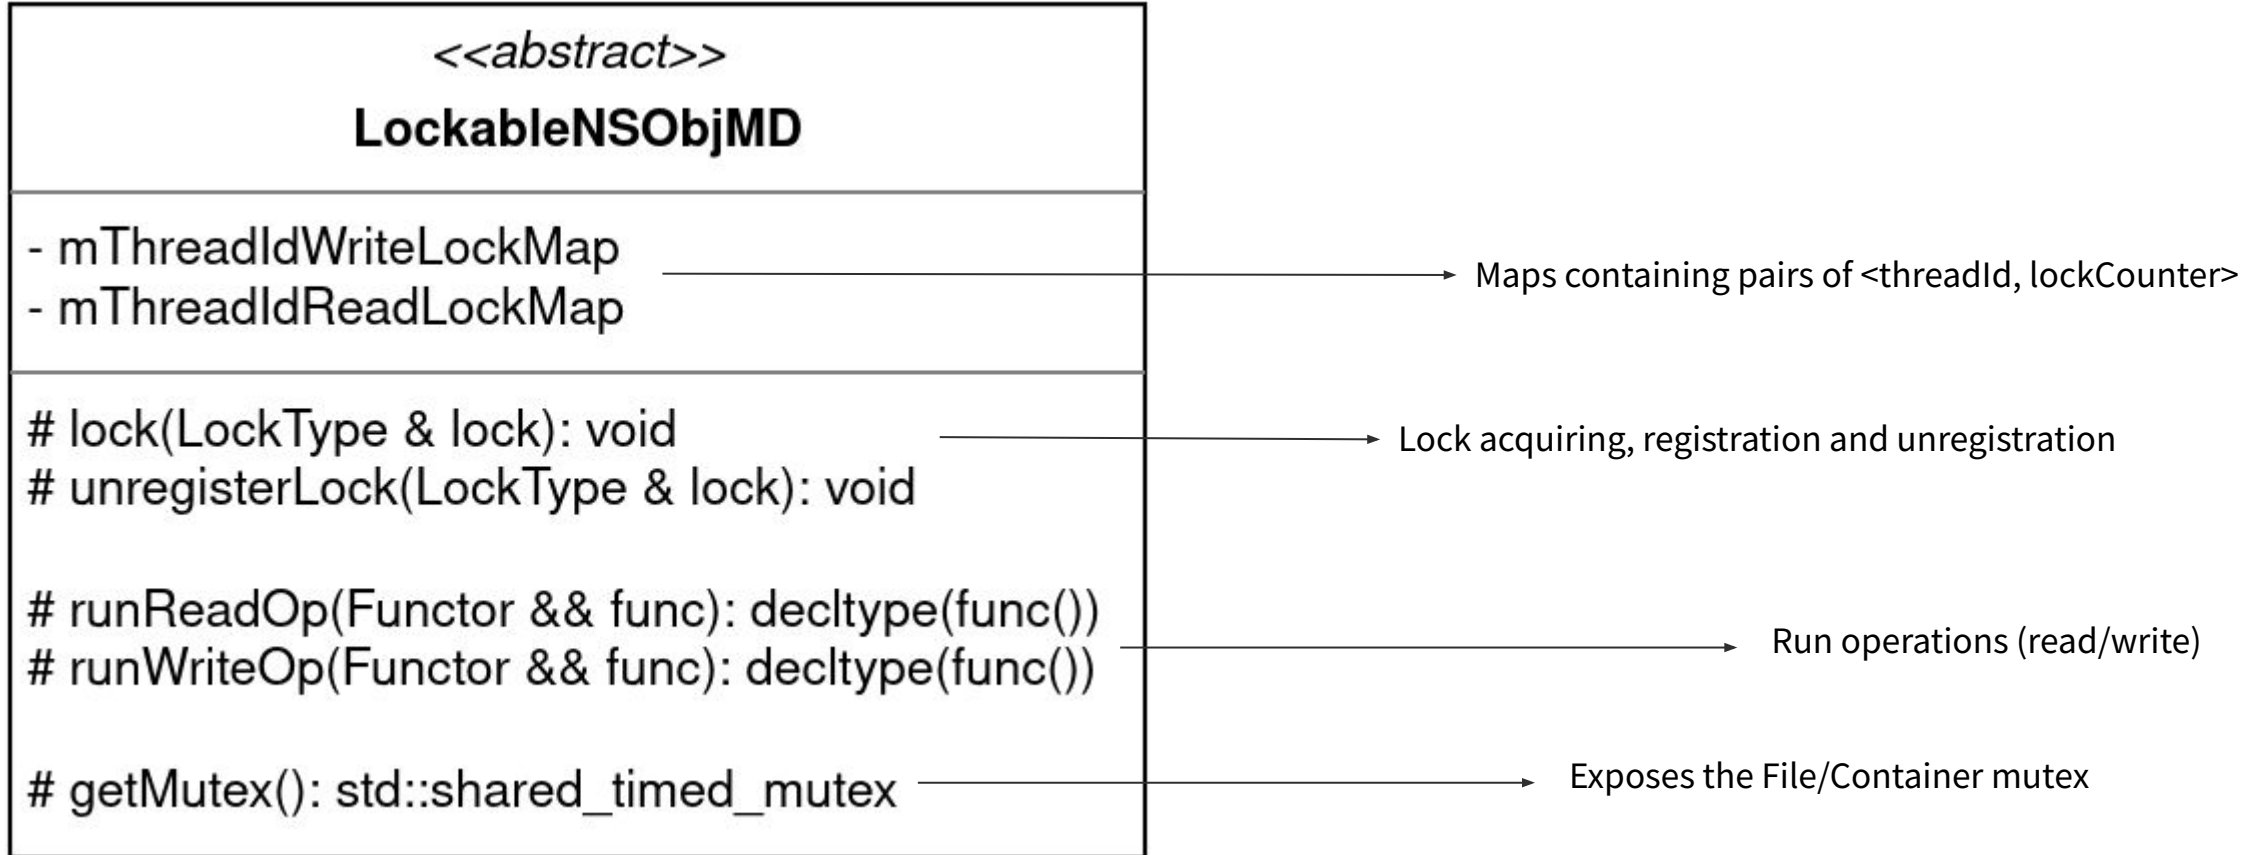 <<abstract>>
LockableNSObjMD
- mThreadIdWriteLockMap
- mThreadIdReadLockMap
Maps containing pairs of <threadId, lockCounter>
# lock(LockType & lock): void
# unregisterLock(LockType & lock): void
Lock acquiring, registration and unregistration
# runReadOp(Functor && func): decltype(func())
# runWriteOp(Functor && func): decltype(func())
Run operations (read/write)
# getMutex(): std::shared_timed_mutex
Exposes the File/Container mutex